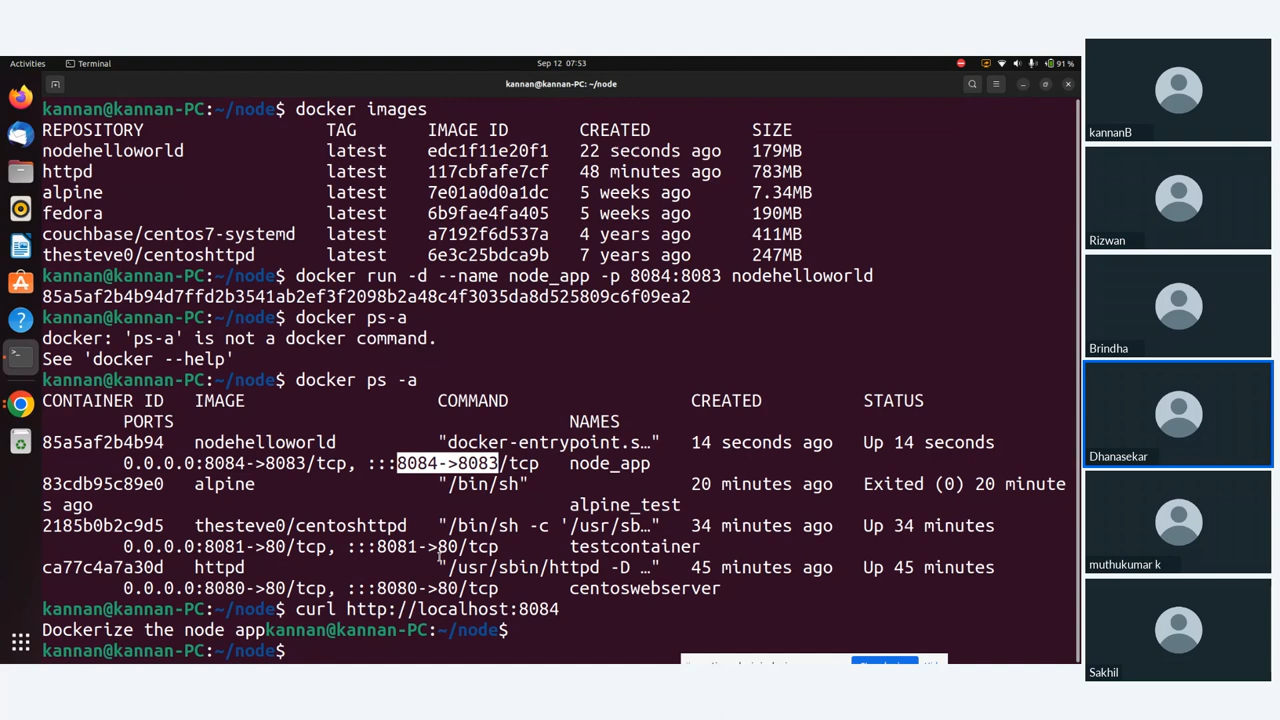 Activities Terminal Sep 12 07:53 91 %
kannan@kannan-PC: ~/node
kannan@kannan-PC:~/node$ docker images
REPOSITORY TAG IMAGE ID CREATED SIZE
nodehelloworld latest edc1f11e20f1 22 seconds ago 179MB
httpd latest 117cbfafe7cf 48 minutes ago 783MB
alpine latest 7e01a0d0a1dc 5 weeks ago 7.34MB
fedora latest 6b9fae4fa405 5 weeks ago 190MB
couchbase/centos7-systemd latest a7192f6d537a 4 years ago 411MB
thesteve0/centoshttpd latest 6e3c25bdca9b 7 years ago 247MB
kannan@kannan-PC:~/node$ docker run -d --name node_app -p 8084:8083 nodehelloworld
85a5af2b4b94d7ffd2b3541ab2ef3f2098b2a48c4f3035da8d525809c6f09ea2
kannan@kannan-PC:~/node$ docker ps-a
docker: 'ps-a' is not a docker command.
See 'docker --help'
kannan@kannan-PC:~/node$ docker ps -a
CONTAINER ID IMAGE COMMAND CREATED STATUS
PORTS NAMES
85a5af2b4b94 nodehelloworld "docker-entrypoint.s…" 14 seconds ago Up 14 seconds
0.0.0.0:8084->8083/tcp, :::8084->8083/tcp node_app
83cdb95c89e0 alpine "/bin/sh" 20 minutes ago Exited (0) 20 minute
s ago alpine_test
2185b0b2c9d5 thesteve0/centoshttpd "/bin/sh -c '/usr/sb…" 34 minutes ago Up 34 minutes
0.0.0.0:8081->80/tcp, :::8081->80/tcp testcontainer
ca77c4a7a30d httpd "/usr/sbin/httpd -D …" 45 minutes ago Up 45 minutes
0.0.0.0:8080->80/tcp, :::8080->80/tcp centoswebserver
kannan@kannan-PC:~/node$ curl http://localhost:8084
Dockerize the node appkannan@kannan-PC:~/node$
kannan@kannan-PC:~/node$
kannanB
Rizwan
Brindha
Dhanasekar
muthukumar k
Sakhil